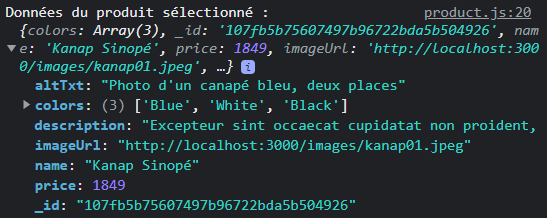 Données du produit sélectionné : product.js:20
{colors: Array(3), _id: '107fb5b75607497b96722bda5b504926', nam
e: 'Kanap Sinopé', price: 1849, imageUrl: 'http://localhost:300
0/images/kanap01.jpeg', …} i
altTxt: "Photo d'un canapé bleu, deux places"
colors: (3) ['Blue', 'White', 'Black']
description: "Excepteur sint occaecat cupidatat non proident,
imageUrl: "http://localhost:3000/images/kanap01.jpeg"
name: "Kanap Sinopé"
price: 1849
_id: "107fb5b75607497b96722bda5b504926"